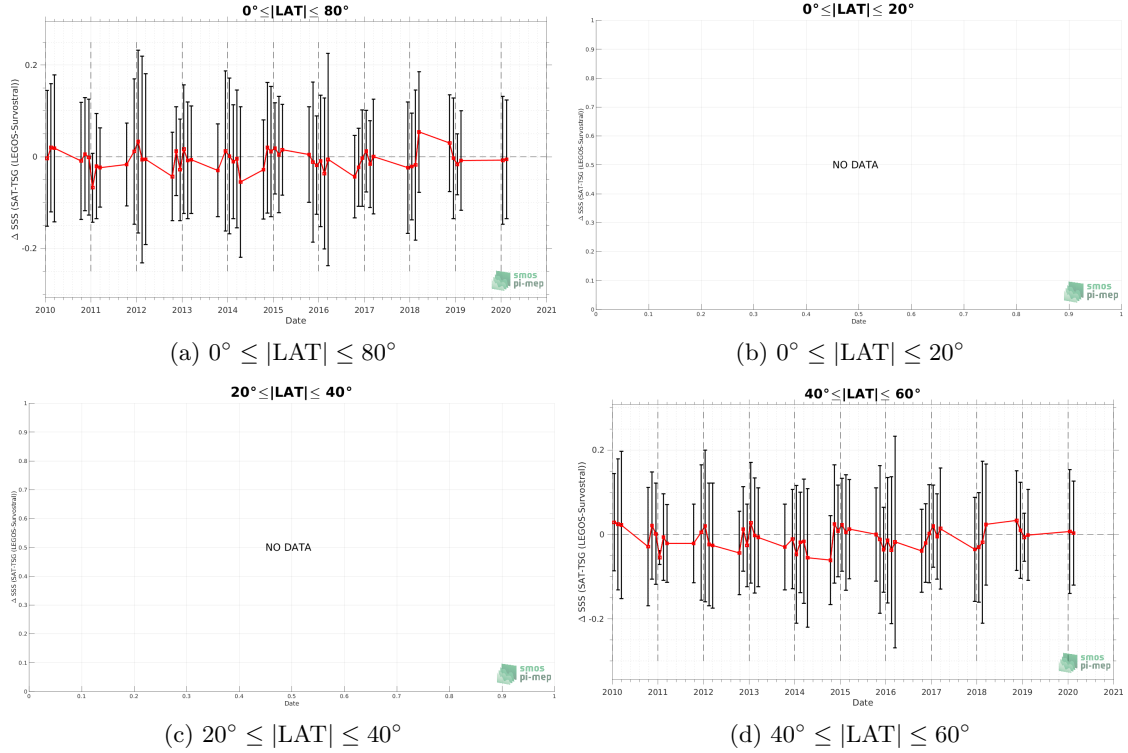 0°≤|LAT|≤ 80°
Δ SSS (SAT-TSG (LEGOS-Survostral))
0.2
0
-0.2
2010 2011 2012 2013 2014 2015 2016 2017 2018 2019 2020 2021
Date
smos
pi-mep
(a) 0° ≤ |LAT| ≤ 80°
0°≤|LAT|≤ 20°
Δ SSS (SAT-TSG (LEGOS-Survostral))
1
0.9
0.8
0.7
0.6
0.5
0.4
0.3
0.2
0.1
0
NO DATA
0 0.1 0.2 0.3 0.4 0.5 0.6 0.7 0.8 0.9 1
Date
smos
pi-mep
(b) 0° ≤ |LAT| ≤ 20°
20°≤|LAT|≤ 40°
Δ SSS (SAT-TSG (LEGOS-Survostral))
1
0.9
0.8
0.7
0.6
0.5
0.4
0.3
0.2
0.1
0
NO DATA
0 0.1 0.2 0.3 0.4 0.5 0.6 0.7 0.8 0.9 1
Date
smos
pi-mep
(c) 20° ≤ |LAT| ≤ 40°
40°≤|LAT|≤ 60°
Δ SSS (SAT-TSG (LEGOS-Survostral))
0.2
0
-0.2
2010 2011 2012 2013 2014 2015 2016 2017 2018 2019 2020 2021
Date
smos
pi-mep
(d) 40° ≤ |LAT| ≤ 60°